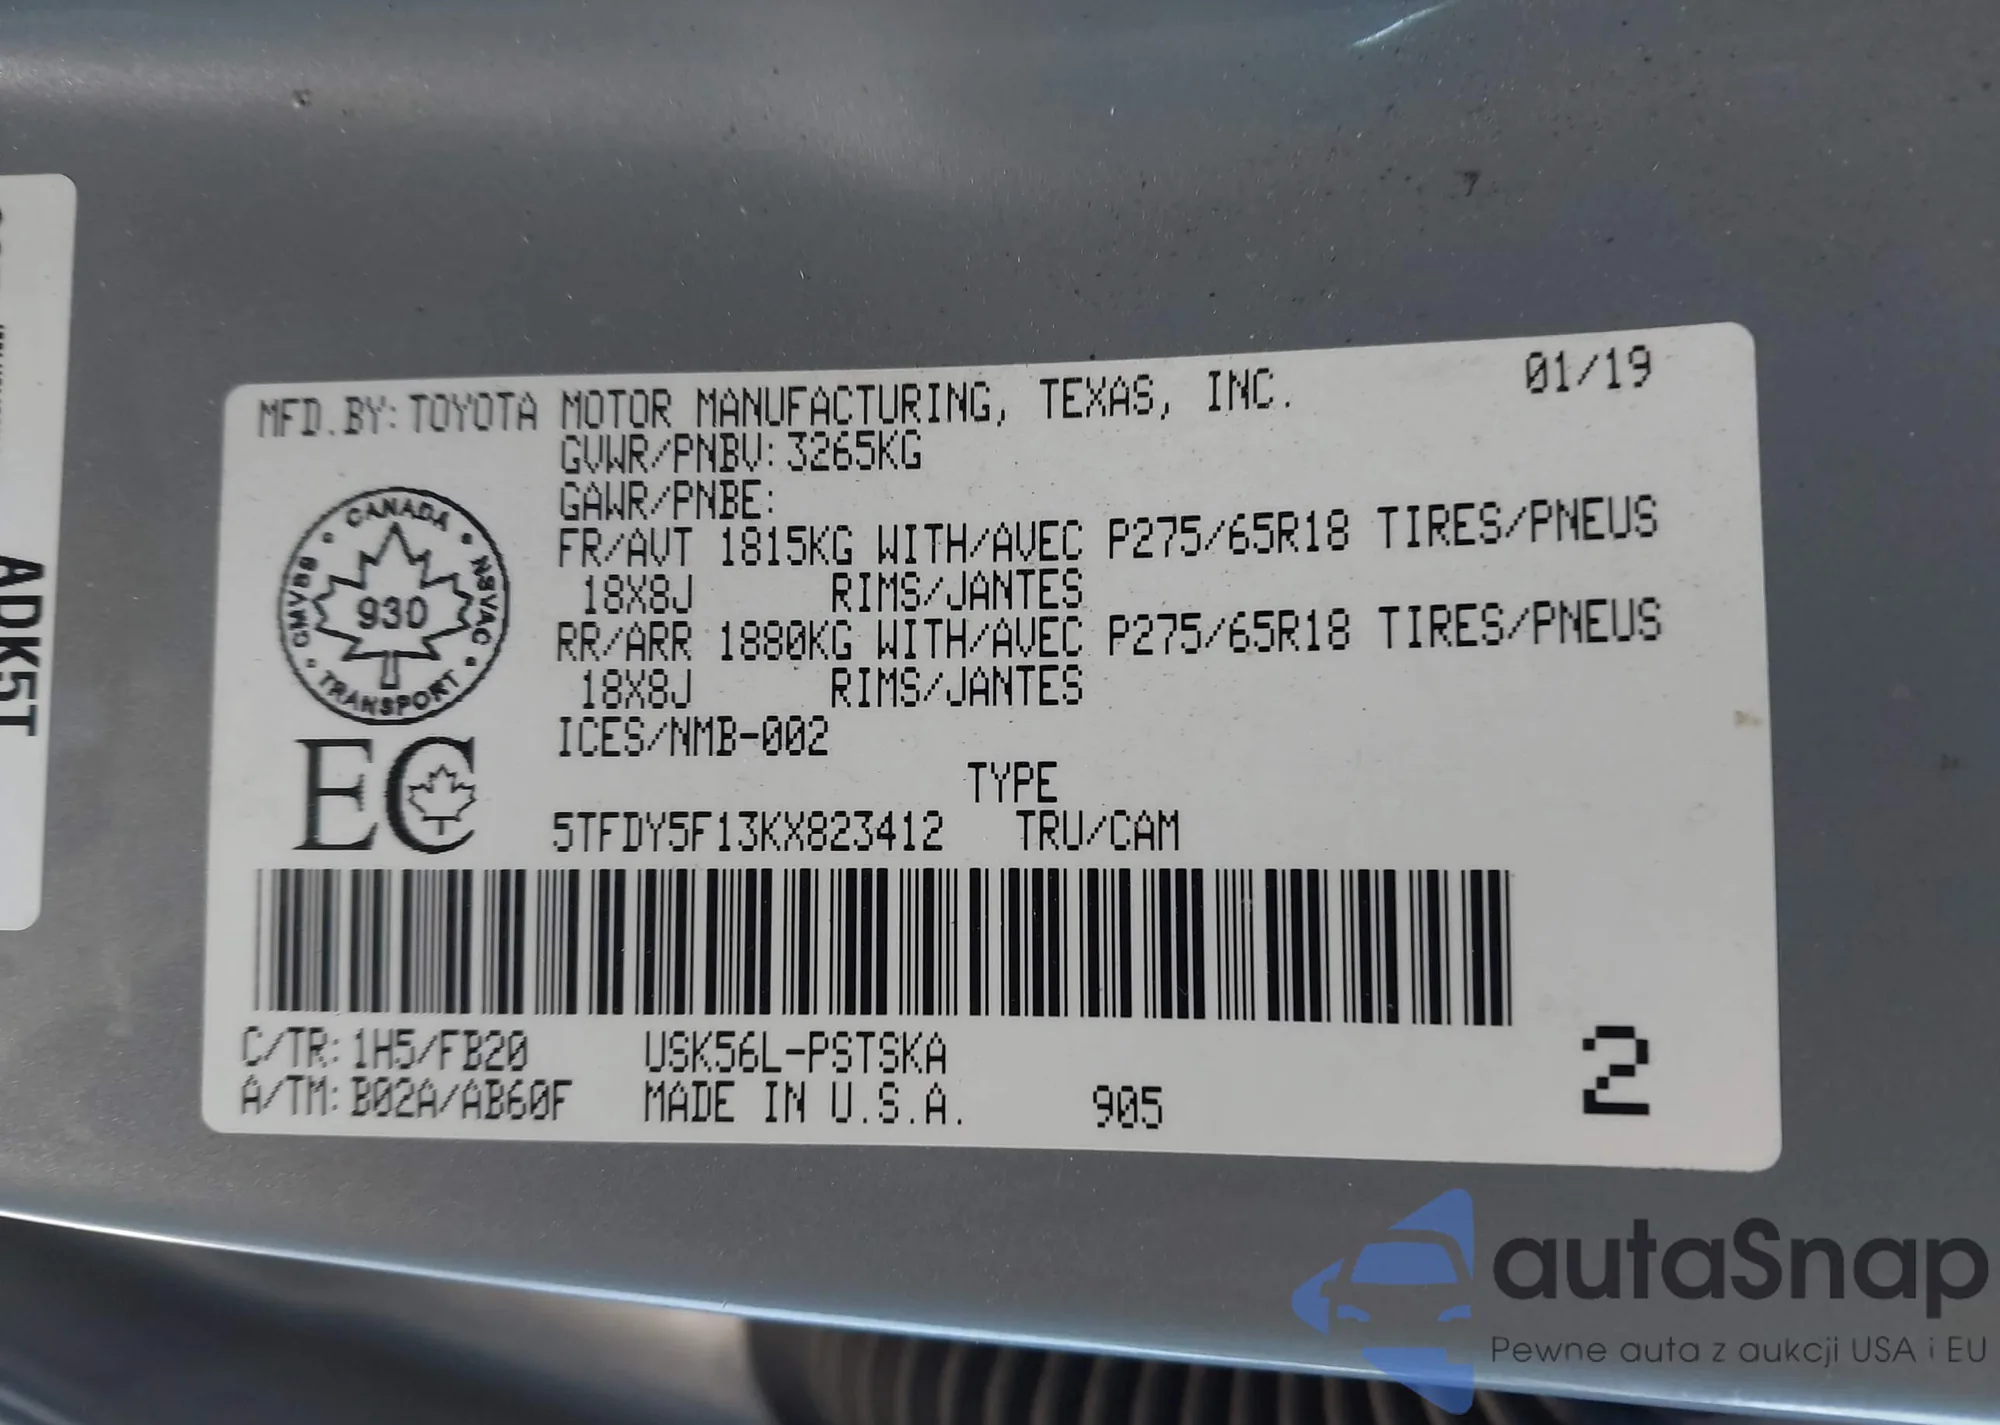 MFD.BY: TOYOTA MOTOR MANUFACTURING, TEXAS, INC. 01/19
GVWR/PNBV: 3265KG
GAWR/PNBE:
FR/AVT 1815KG WITH/AVEC P275/65R18 TIRES/PNEUS
18X8J RIMS/JANTES
RR/ARR 1880KG WITH/AVEC P275/65R18 TIRES/PNEUS
18X8J RIMS/JANTES
ICES/NMB-002
CANADA
CMVSS NSVAC
930
TRANSPORT
EC
TYPE
5TFDY5F13KX823412 TRU/CAM
C/TR: 1H5/FB20 USK56L-PSTSKA
A/TM: B02A/AB60F MADE IN U.S.A. 905
2
ADK5T
autaSnap
Pewne auta z aukcji USA i EU